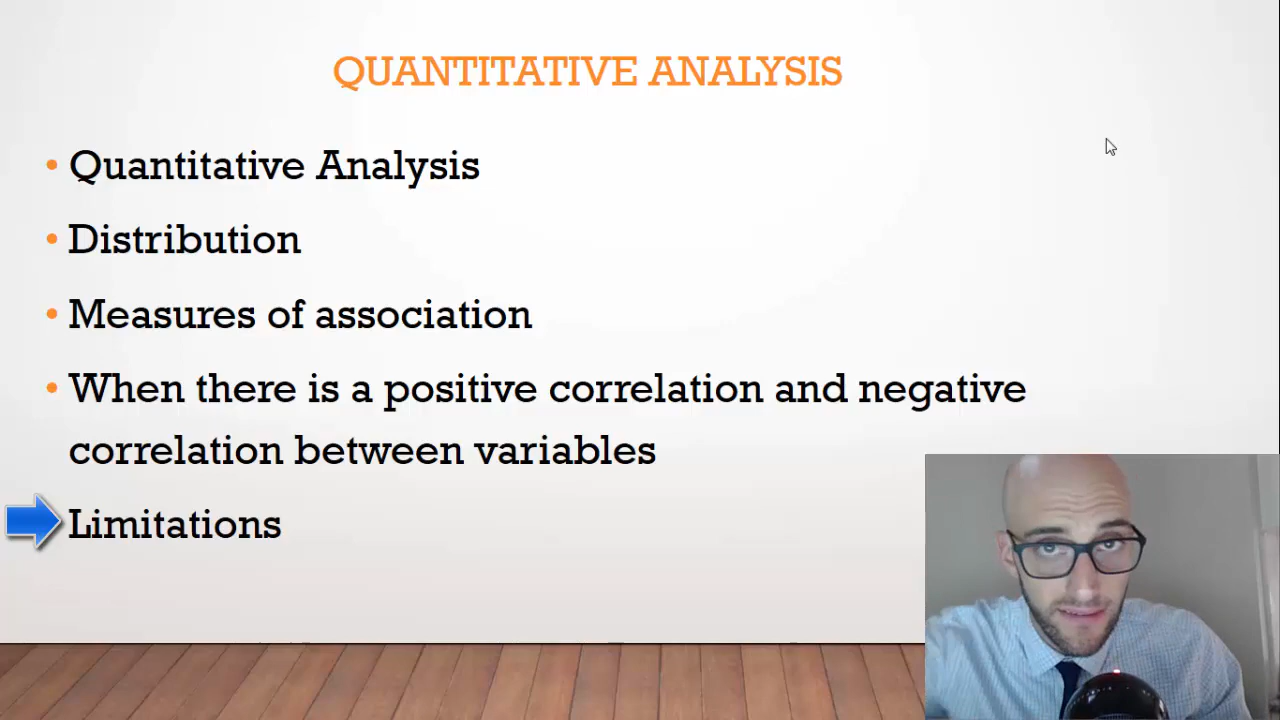 QUANTITATIVE ANALYSIS
• Quantitative Analysis
• Distribution
• Measures of association
• When there is a positive correlation and negative
correlation between variables
Limitations